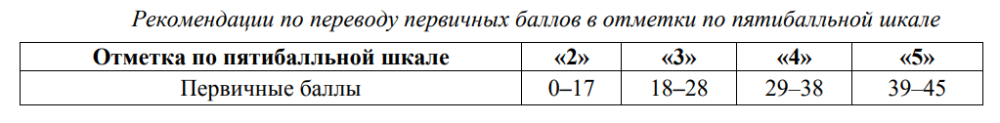 Рекомендации по переводу первичных баллов в отметки по пятибалльной шкале
Отметка по пятибалльной шкале «2» «3» «4» «5»
Первичные баллы 0–17 18–28 29–38 39–45